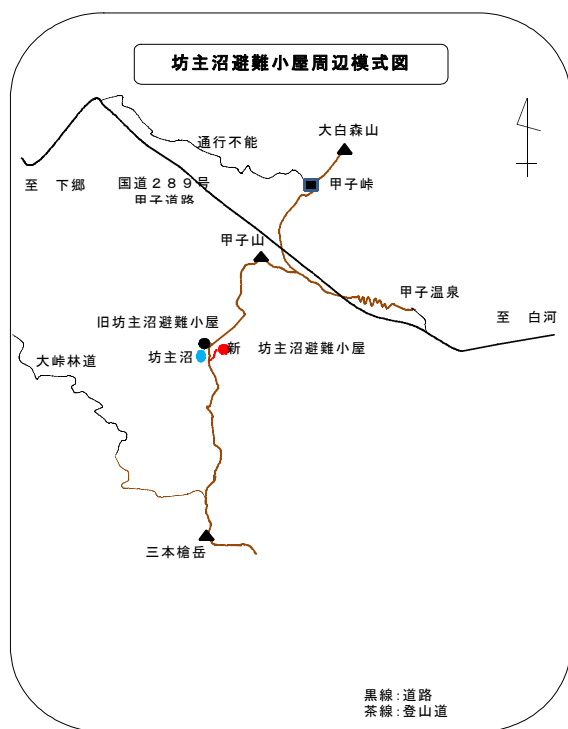 坊主沼避難小屋周辺模式図
大白森山
通行不能
至 下郷
国道289号
甲子道路
甲子峠
甲子山
甲子温泉
至 白河
旧坊主沼避難小屋
新 坊主沼避難小屋
坊主沼
大峠林道
三本槍岳
黒線:道路
茶線:登山道